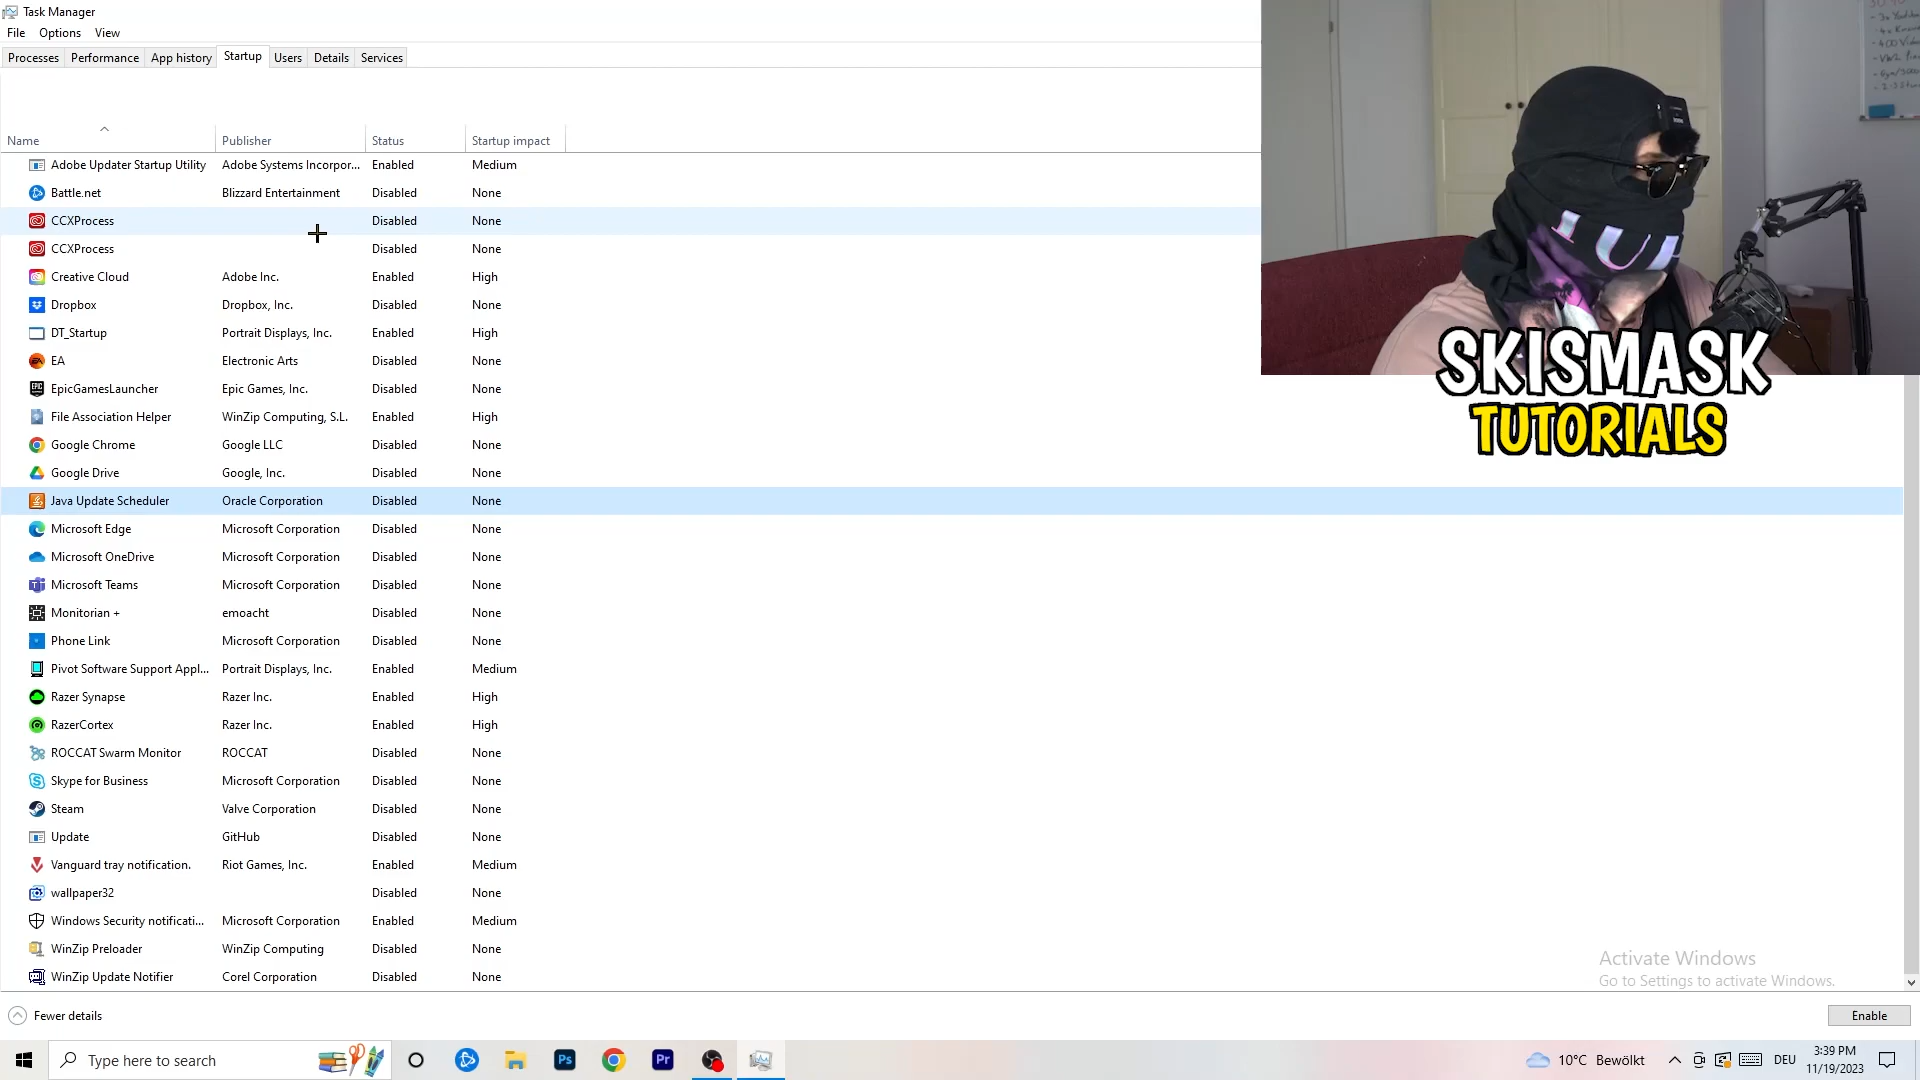 Task Manager
File Options View
Processes Performance App history Startup Users Details Services
Name Publisher Status Startup impact
Adobe Updater Startup Utility Adobe Systems Incorpor... Enabled Medium
Battle.net Blizzard Entertainment Disabled None
CCXProcess Disabled None
CCXProcess Disabled None
Creative Cloud Adobe Inc. Enabled High
Dropbox Dropbox, Inc. Disabled None
DT_Startup Portrait Displays, Inc. Enabled High
EA Electronic Arts Disabled None
EpicGamesLauncher Epic Games, Inc. Disabled None
File Association Helper WinZip Computing, S.L. Enabled High
Google Chrome Google LLC Disabled None
Google Drive Google, Inc. Disabled None
Java Update Scheduler Oracle Corporation Disabled None
Microsoft Edge Microsoft Corporation Disabled None
Microsoft OneDrive Microsoft Corporation Disabled None
Microsoft Teams Microsoft Corporation Disabled None
Monitorian + emoacht Disabled None
Phone Link Microsoft Corporation Disabled None
Pivot Software Support Appl... Portrait Displays, Inc. Enabled Medium
Razer Synapse Razer Inc. Enabled High
RazerCortex Razer Inc. Enabled High
ROCCAT Swarm Monitor ROCCAT Disabled None
Skype for Business Microsoft Corporation Disabled None
Steam Valve Corporation Disabled None
Update GitHub Disabled None
Vanguard tray notification. Riot Games, Inc. Enabled Medium
wallpaper32 Disabled None
Windows Security notificati... Microsoft Corporation Enabled Medium
WinZip Preloader WinZip Computing Disabled None
WinZip Update Notifier Corel Corporation Disabled None
SKISMASK
TUTORIALS
Activate Windows
Go to Settings to activate Windows.
Fewer details Enable
Type here to search
Ps
Pr
10°C Bewölkt
DEU
3:39 PM
11/19/2023